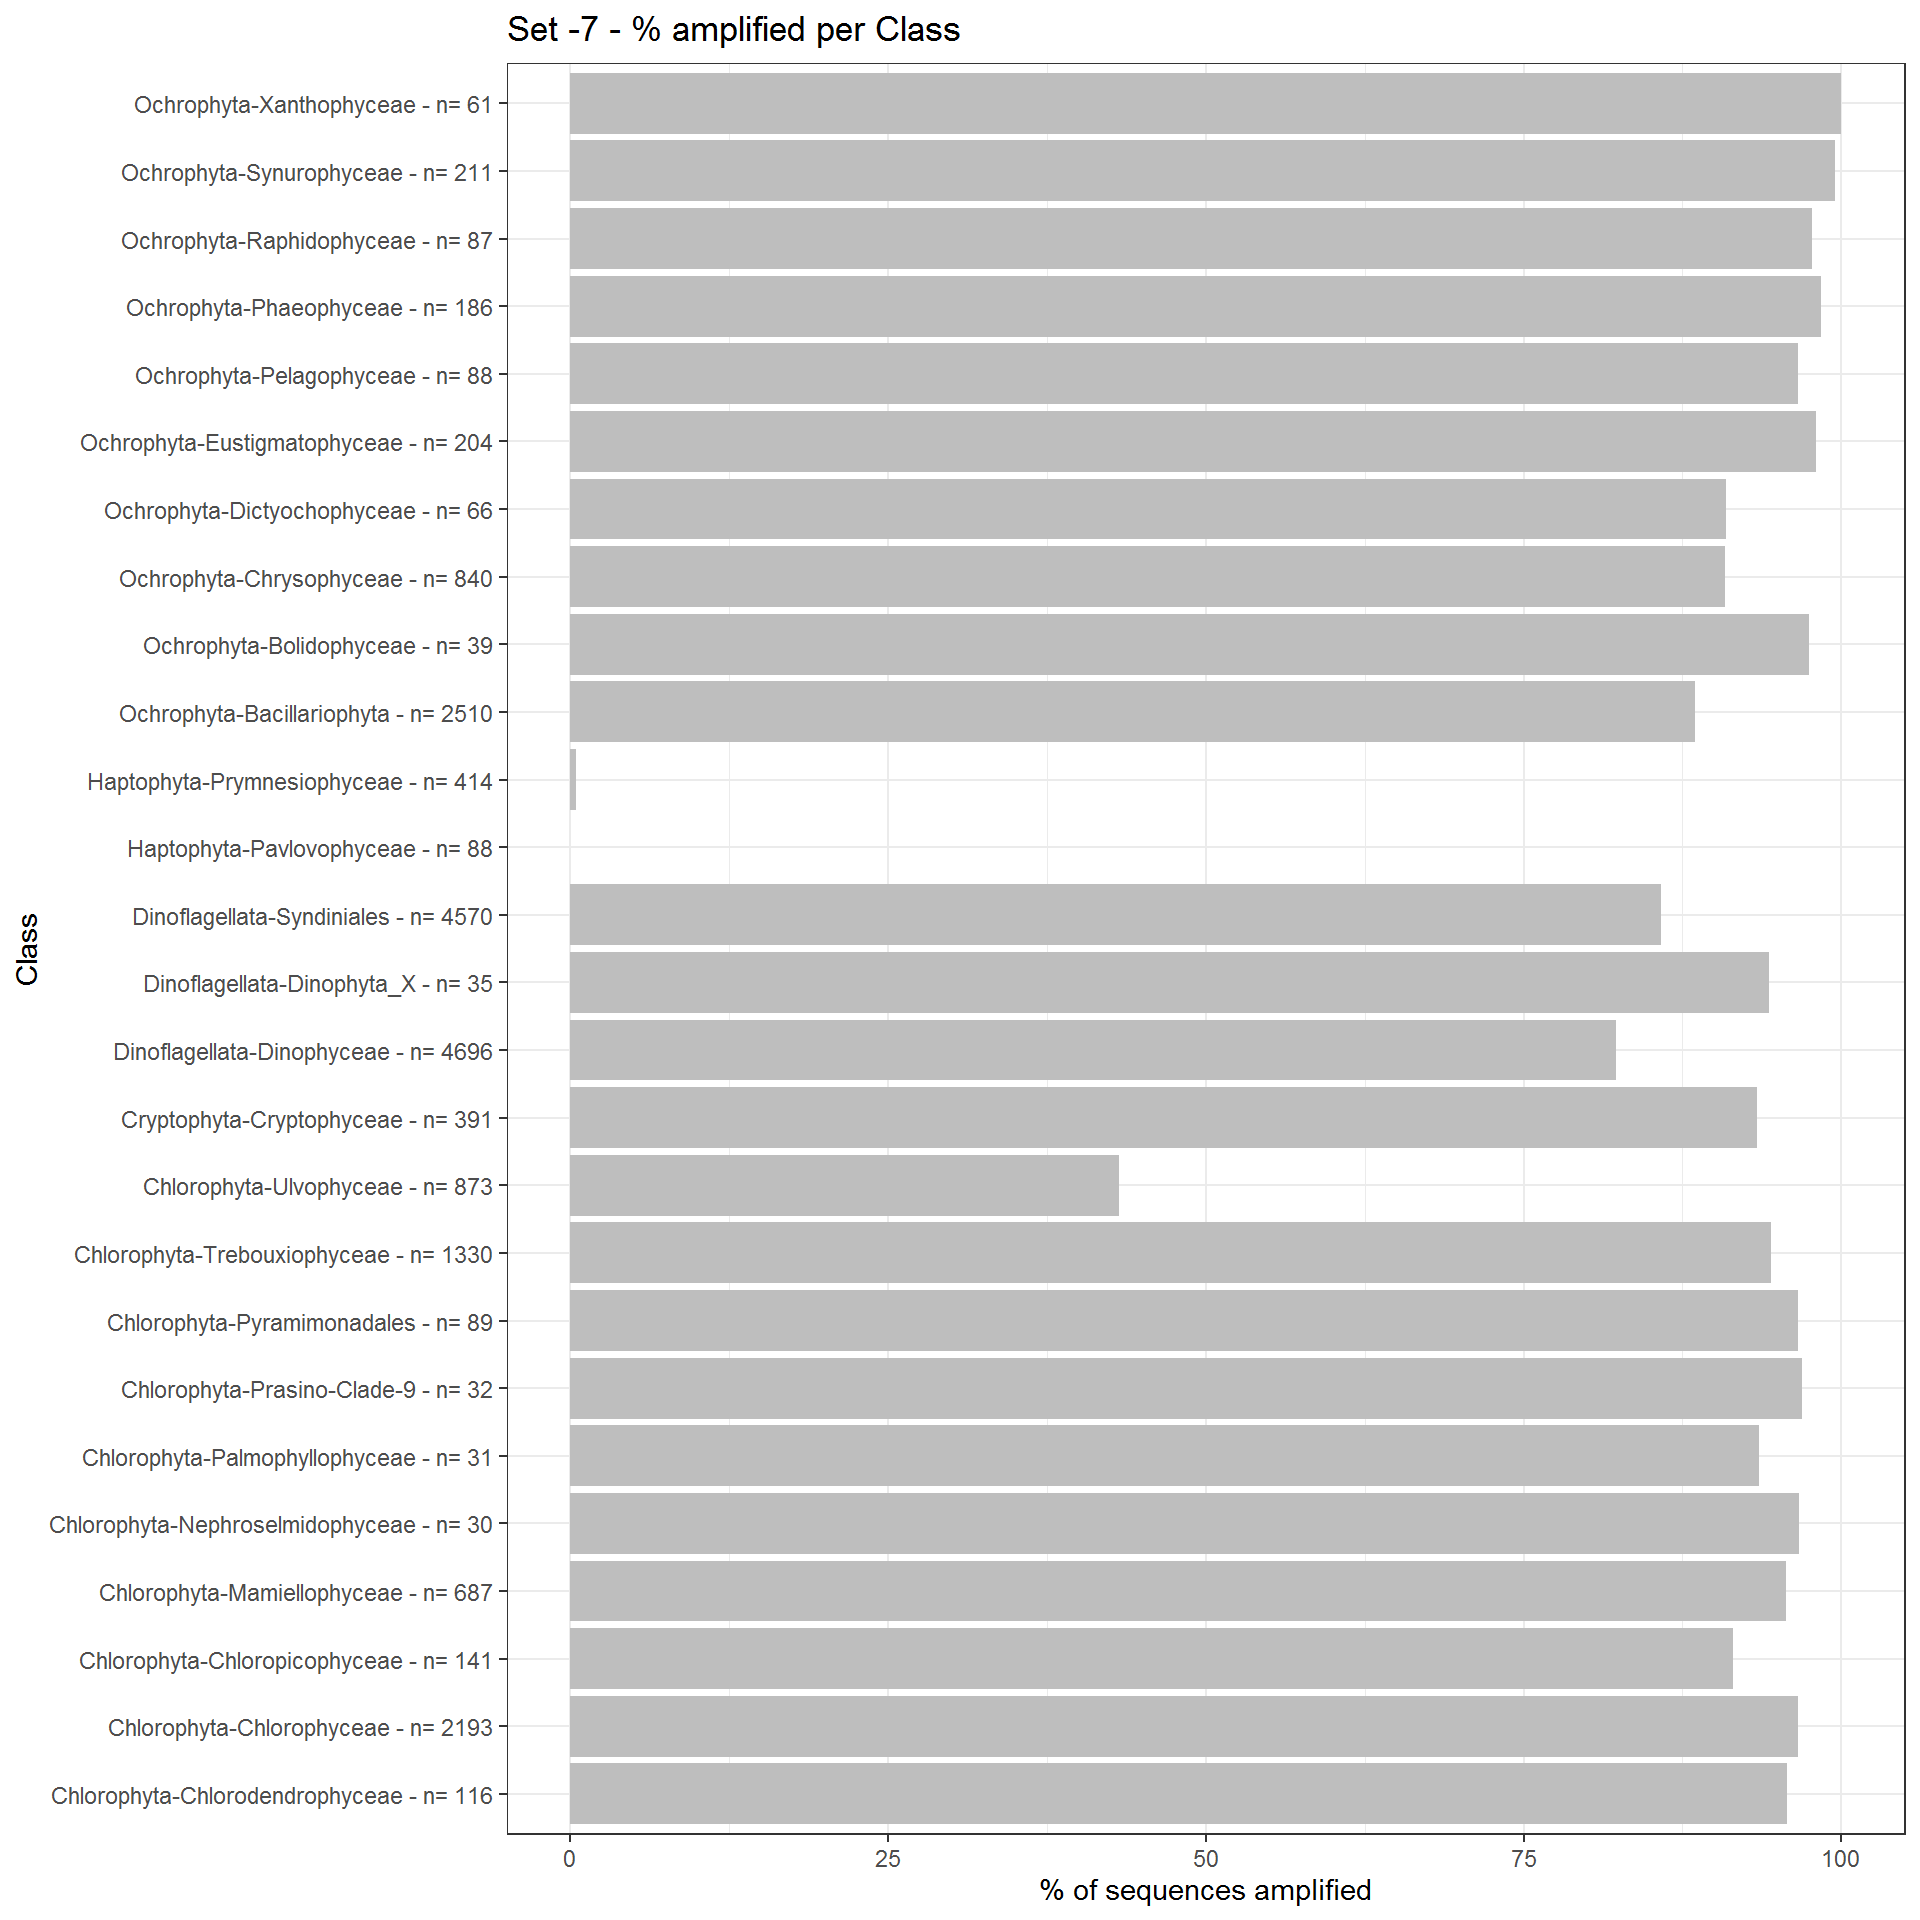 Set -7 - % amplified per Class
Ochrophyta-Xanthophyceae - n= 61
Ochrophyta-Synurophyceae - n= 211
Ochrophyta-Raphidophyceae - n= 87
Ochrophyta-Phaeophyceae - n= 186
Ochrophyta-Pelagophyceae - n= 88
Ochrophyta-Eustigmatophyceae - n= 204
Ochrophyta-Dictyochophyceae - n= 66
Ochrophyta-Chrysophyceae - n= 840
Ochrophyta-Bolidophyceae - n= 39
Ochrophyta-Bacillariophyta - n= 2510
Haptophyta-Prymnesiophyceae - n= 414
Haptophyta-Pavlovophyceae - n= 88
Dinoflagellata-Syndiniales - n= 4570
Dinoflagellata-Dinophyta_X - n= 35
Dinoflagellata-Dinophyceae - n= 4696
Cryptophyta-Cryptophyceae - n= 391
Chlorophyta-Ulvophyceae - n= 873
Chlorophyta-Trebouxiophyceae - n= 1330
Chlorophyta-Pyramimonadales - n= 89
Chlorophyta-Prasino-Clade-9 - n= 32
Chlorophyta-Palmophyllophyceae - n= 31
Chlorophyta-Nephroselmidophyceae - n= 30
Chlorophyta-Mamiellophyceae - n= 687
Chlorophyta-Chloropicophyceae - n= 141
Chlorophyta-Chlorophyceae - n= 2193
Chlorophyta-Chlorodendrophyceae - n= 116
Class
0 25 50 75 100
% of sequences amplified